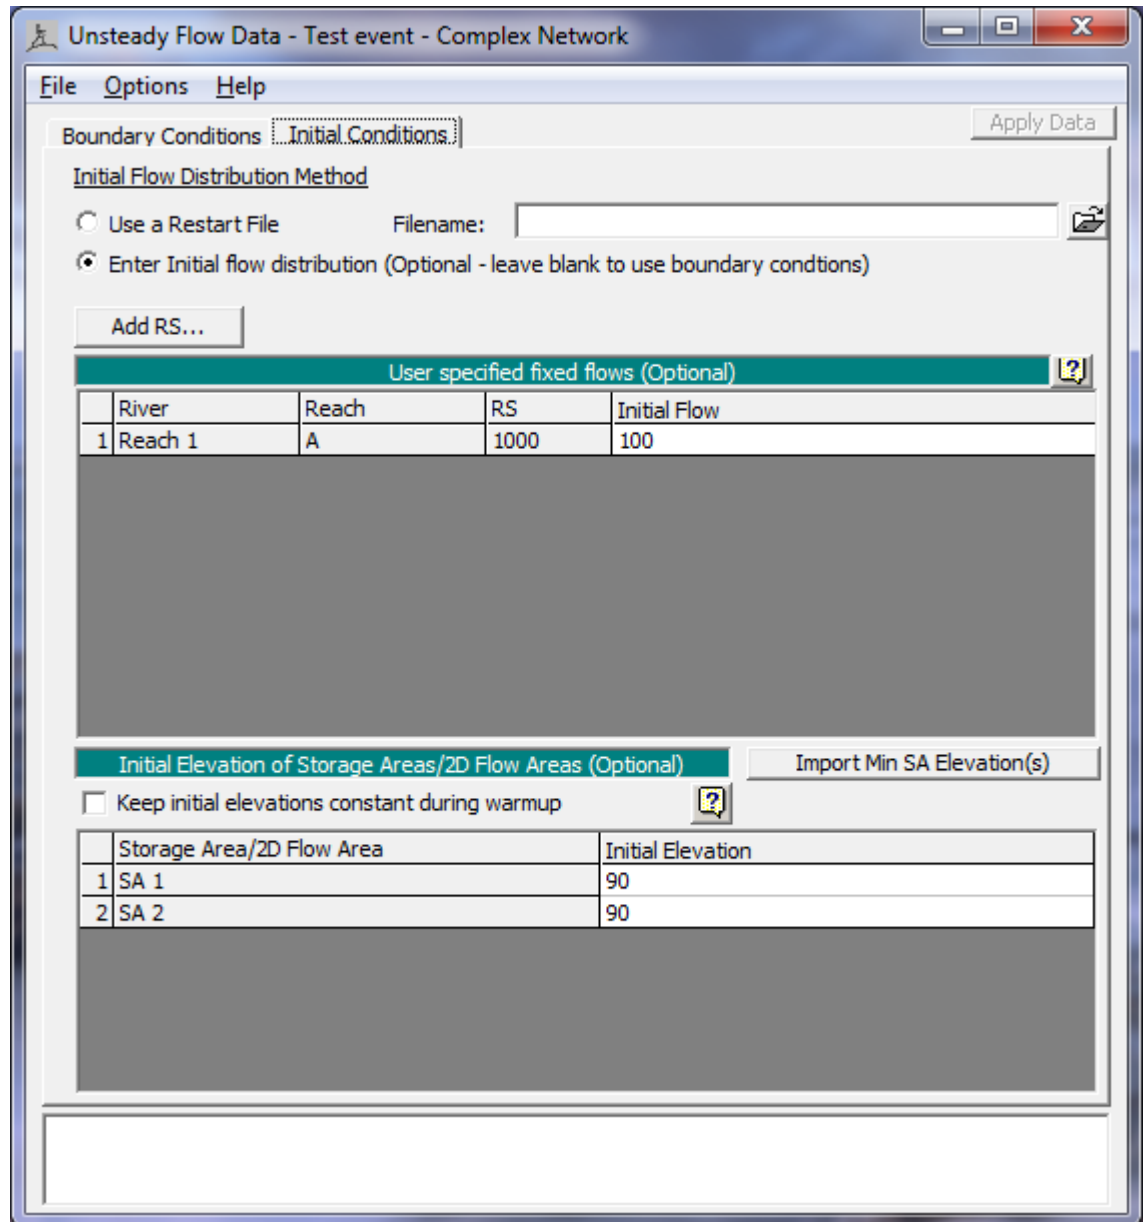 Unsteady Flow Data - Test event - Complex Network
File Options Help
Boundary Conditions Initial Conditions Apply Data
Initial Flow Distribution Method
Use a Restart File Filename:
Enter Initial flow distribution (Optional - leave blank to use boundary condtions)
Add RS...
User specified fixed flows (Optional)
River Reach RS Initial Flow
1 Reach 1 A 1000 100
Initial Elevation of Storage Areas/2D Flow Areas (Optional) Import Min SA Elevation(s)
Keep initial elevations constant during warmup
Storage Area/2D Flow Area Initial Elevation
1 SA 1 90
2 SA 2 90